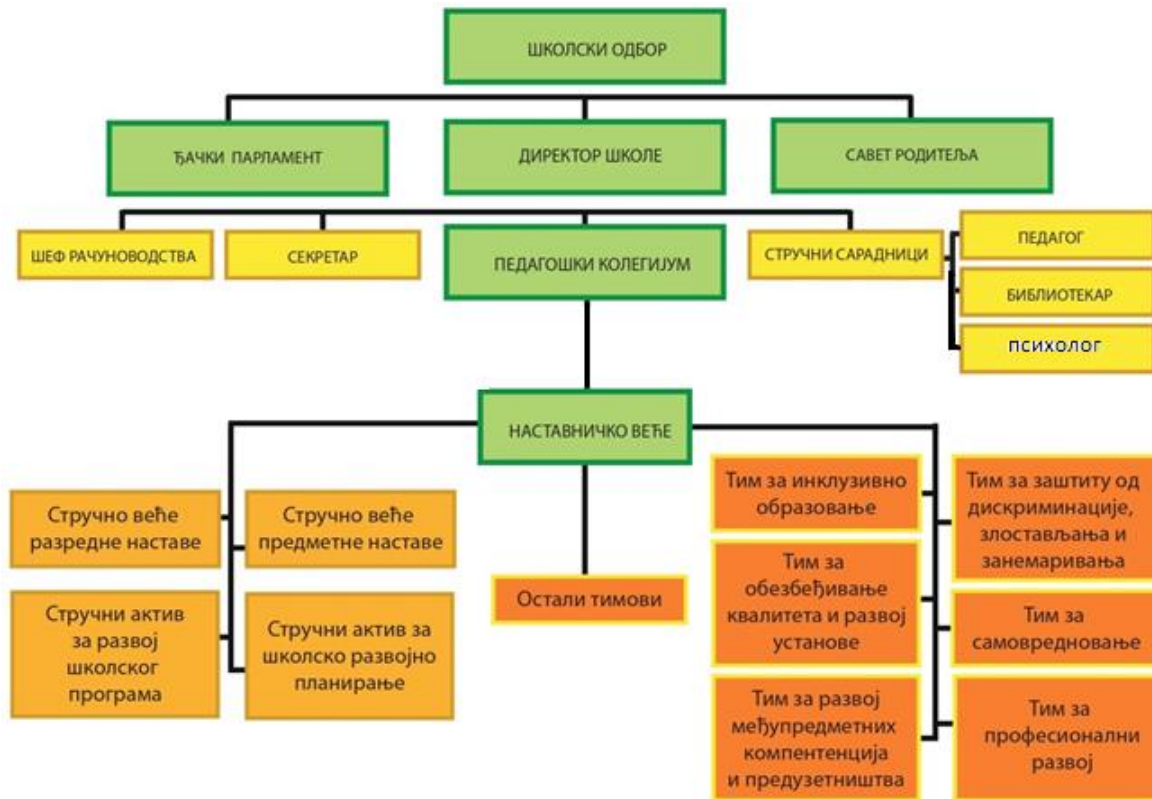 ШКОЛСКИ ОДБОР
ЂАЧКИ ПАРЛАМЕНТ
ДИРЕКТОР ШКОЛЕ
САВЕТ РОДИТЕЉА
ШЕФ РАЧУНОВОДСТВА
СЕКРЕТАР
ПЕДАГОШКИ КОЛЕГИЈУМ
СТРУЧНИ САРАДНИЦИ
ПЕДАГОГ
БИБЛИОТЕКАР
ПСИХОЛОГ
НАСТАВНИЧКО ВЕЋЕ
Стручно веће
разредне наставе
Стручно веће
предметне наставе
Стручни актив
за развој
школског
програма
Стручни актив за
школско развојно
планирање
Остали тимови
Тим за инклузивно
образовање
Тим за заштиту од
дискриминације,
злостављања и
занемаривања
Тим за
обезбеђивање
квалитета и развој
установе
Тим за
самовредновање
Тим за развој
међупредметних
компентенција
и предузетништва
Тим за
професионални
развој